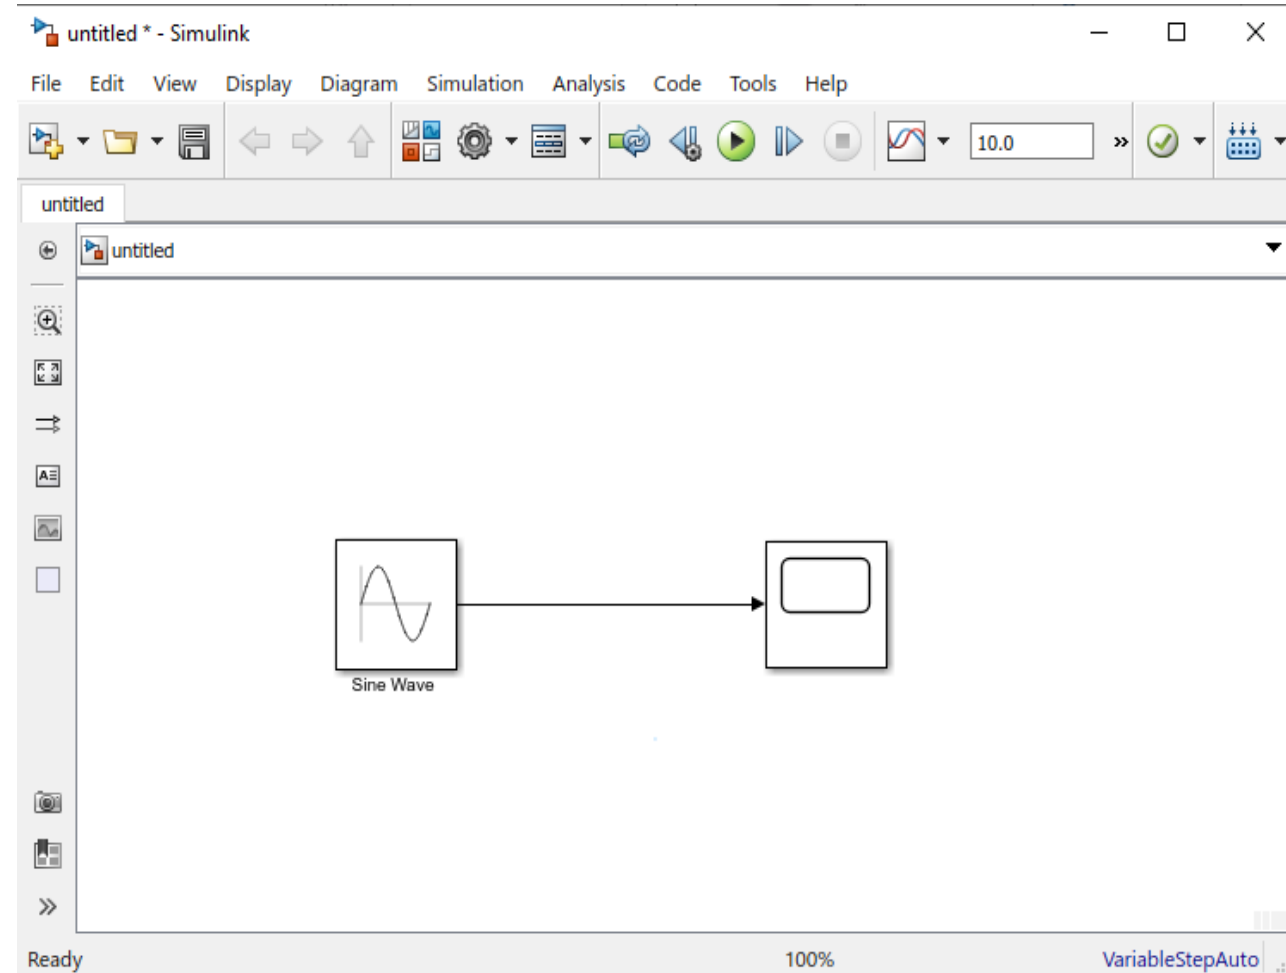 untitled * - Simulink
File Edit View Display Diagram Simulation Analysis Code Tools Help
10.0 »
untitled
untitled
Sine Wave
Ready 100% VariableStepAuto